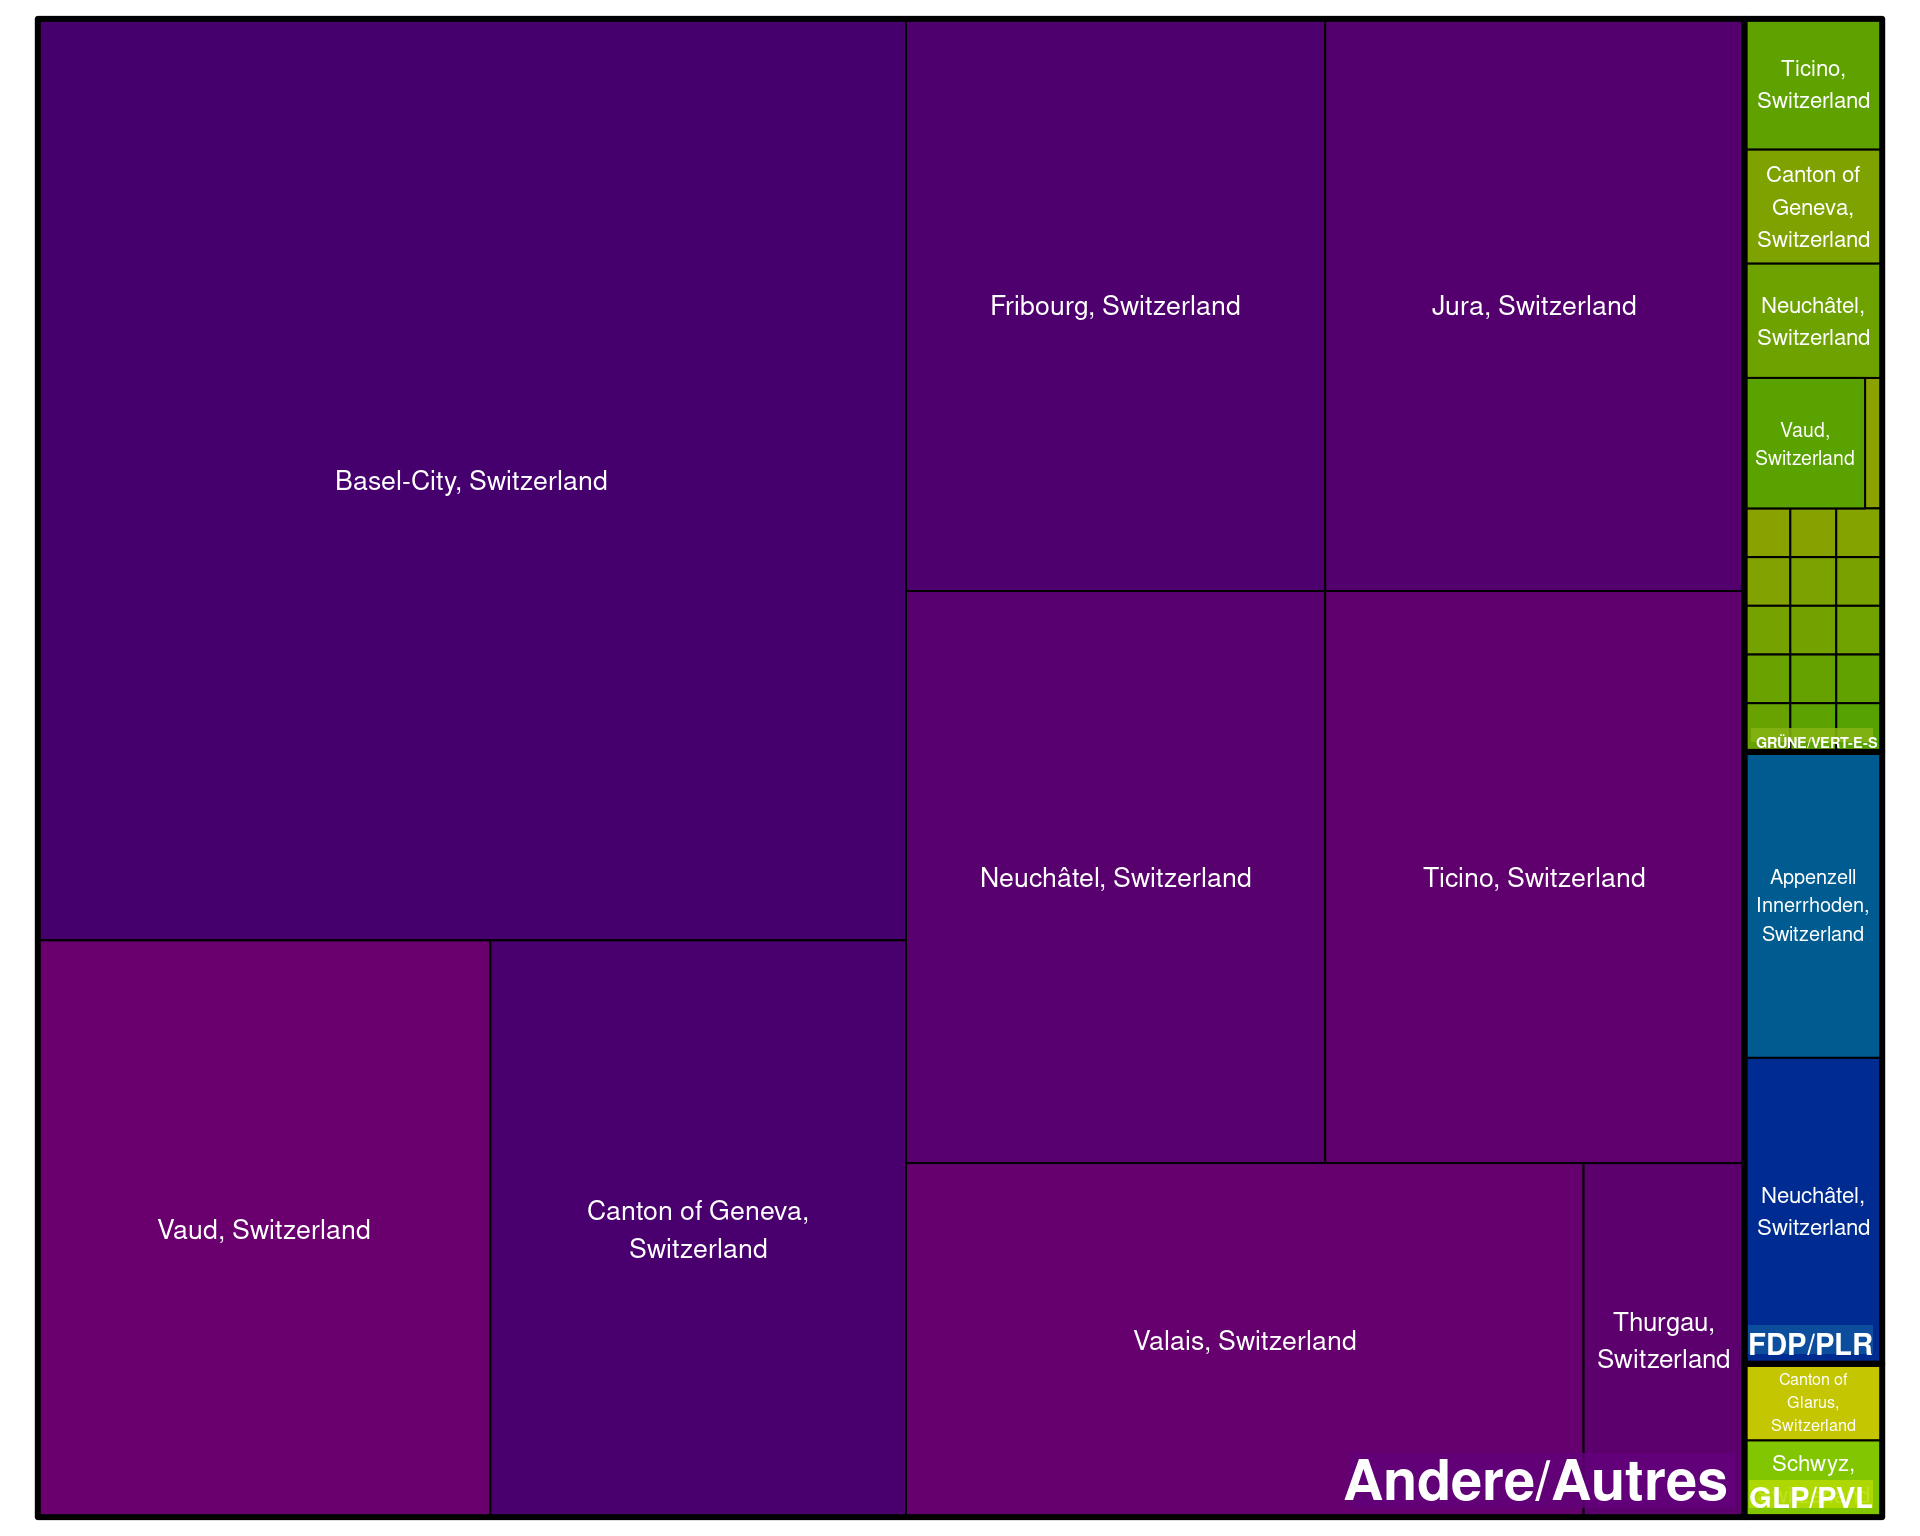 Basel-City, Switzerland
Fribourg, Switzerland
Jura, Switzerland
Neuchâtel, Switzerland
Ticino, Switzerland
Vaud, Switzerland
Canton of Geneva,
Switzerland
Valais, Switzerland
Thurgau,
Switzerland
Andere/Autres
Ticino,
Switzerland
Canton of
Geneva,
Switzerland
Neuchâtel,
Switzerland
Vaud,
Switzerland
GRÜNE/VERT-E-S
Appenzell
Innerrhoden,
Switzerland
Neuchâtel,
Switzerland
FDP/PLR
Canton of
Glarus,
Switzerland
Schwyz,
GLP/PVL